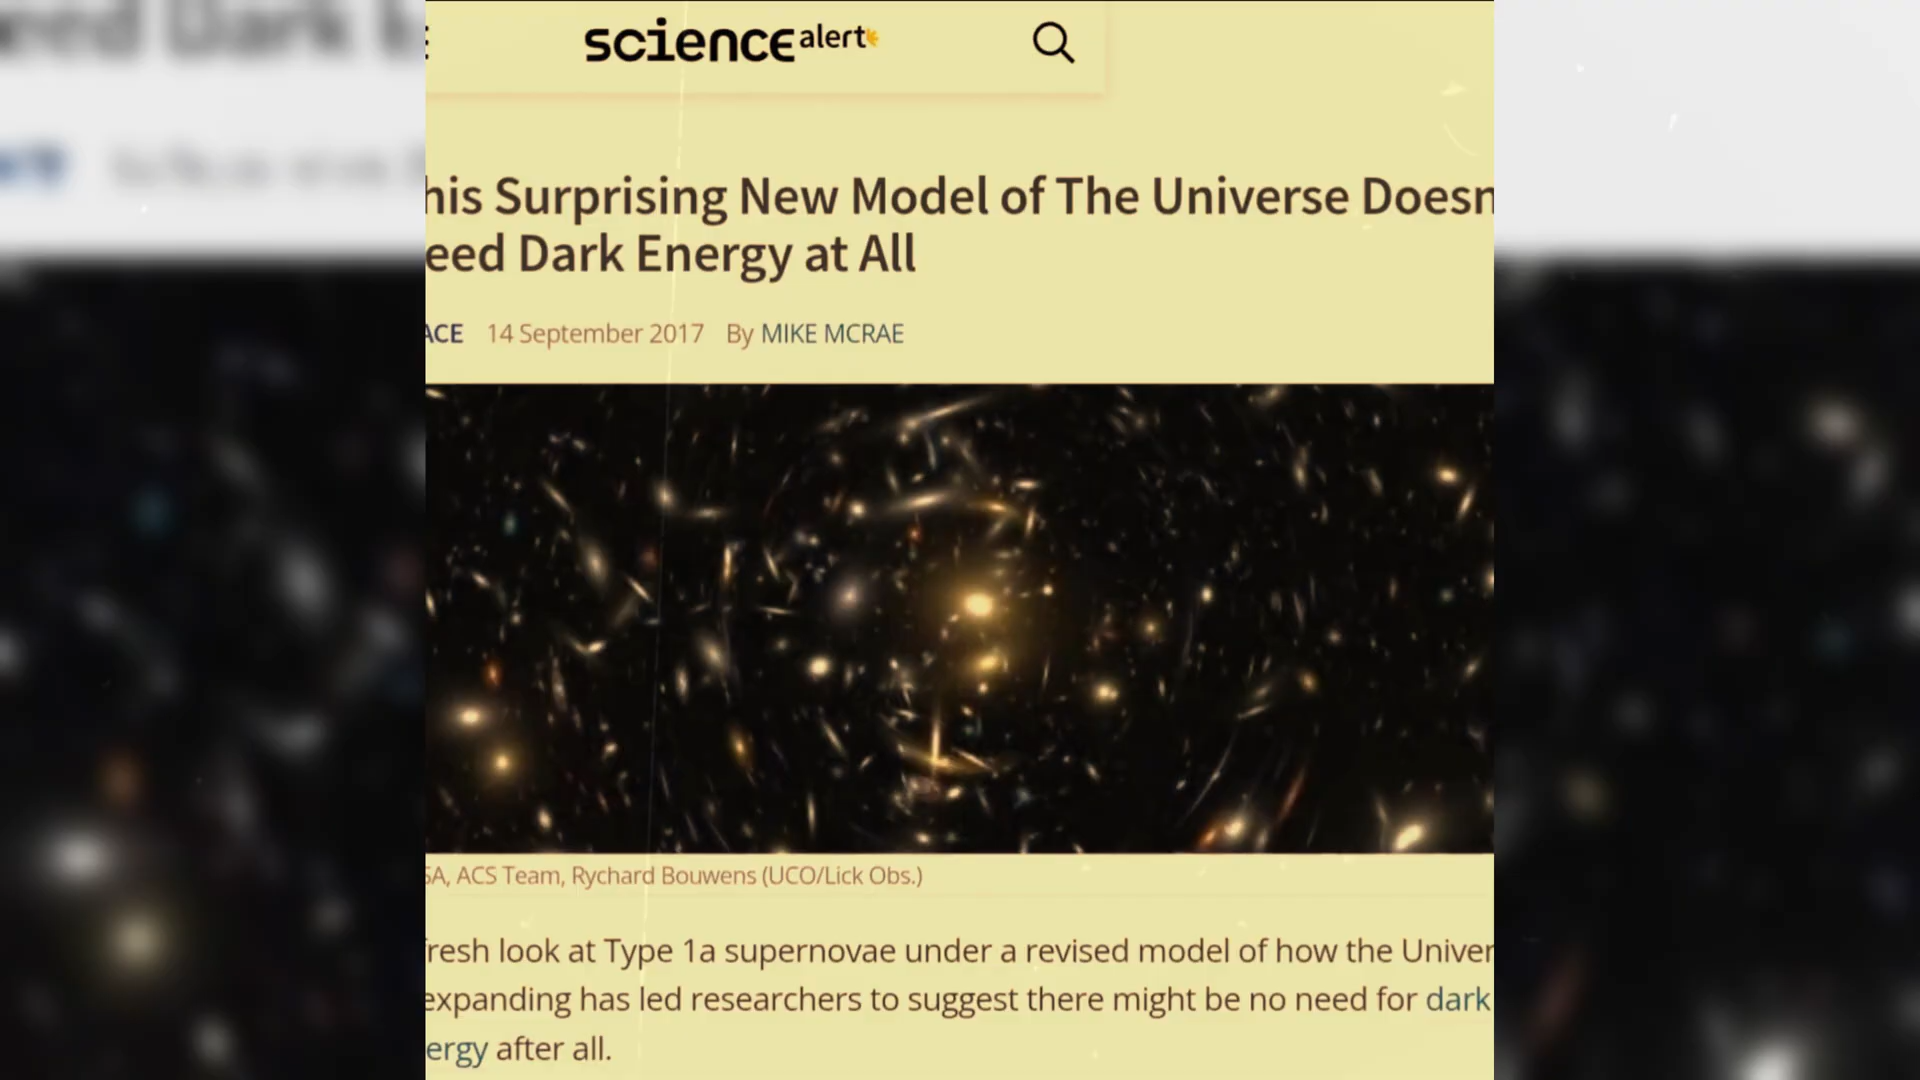 science alert
his Surprising New Model of The Universe Doesn
eed Dark Energy at All
ACE 14 September 2017 By MIKE MCRAE
SA, ACS Team, Rychard Bouwens (UCO/Lick Obs.)
fresh look at Type 1a supernovae under a revised model of how the Univer
expanding has led researchers to suggest there might be no need for dark
ergy after all.